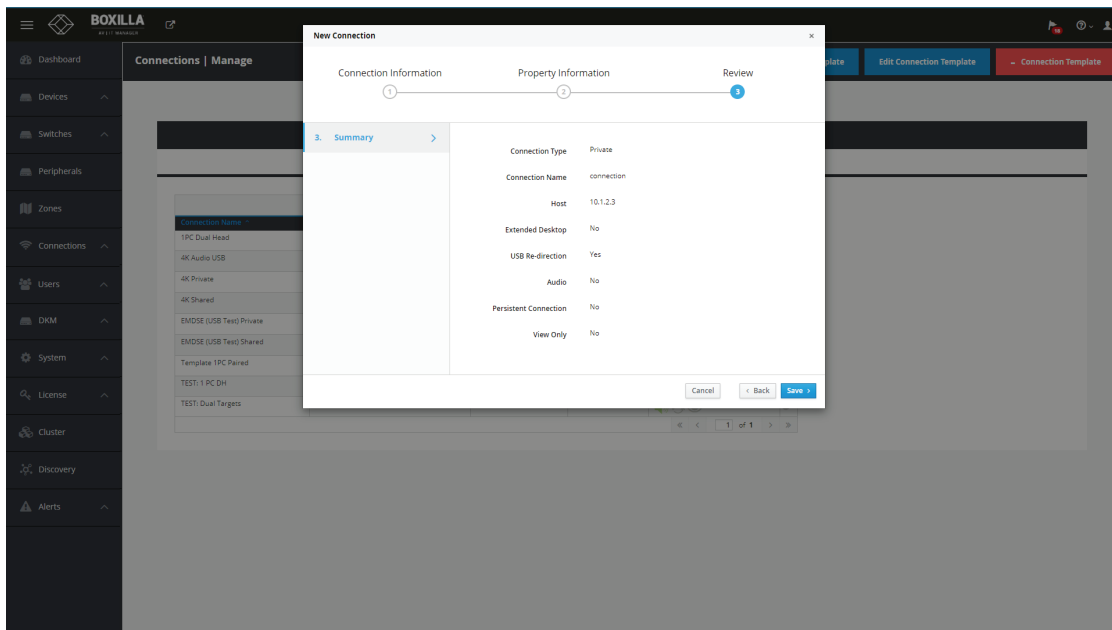 BOXILLA
New Connection
×
18
Dashboard
Connections | Manage
Connection Information
Property Information
Review
plate
Edit Connection Template
- Connection Template
1
2
3
Devices
Switches
3. Summary
Connection Type Private
Peripherals
Connection Name connection
Host 10.1.2.3
Zones
Connection Name
Extended Desktop No
1PC Dual Head
Connections
USB Re-direction Yes
4K Audio USB
4K Private
Audio No
Users
4K Shared
Persistent Connection No
DKM
EMDSE (USB Test) Private
View Only No
EMDSE (USB Test) Shared
System
Template 1PC Paired
TEST: 1 PC DH
Cancel
< Back
Save >
License
TEST: Dual Targets
1 of 1
Cluster
Discovery
Alerts